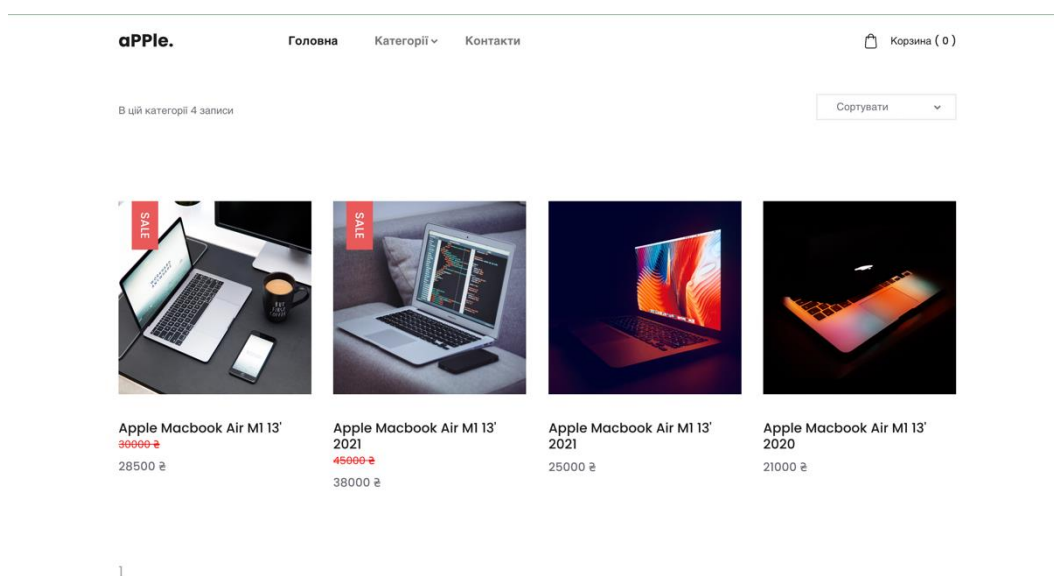 aPPle.
Головна
Категорії
Контакти
Корзина ( 0 )
В цій категорії 4 записи
Сортувати
SALE
SALE
Apple Macbook Air M1 13'
30000 ₴
28500 ₴
Apple Macbook Air M1 13'
2021
45000 ₴
38000 ₴
Apple Macbook Air M1 13'
2021
25000 ₴
Apple Macbook Air M1 13'
2020
21000 ₴
1